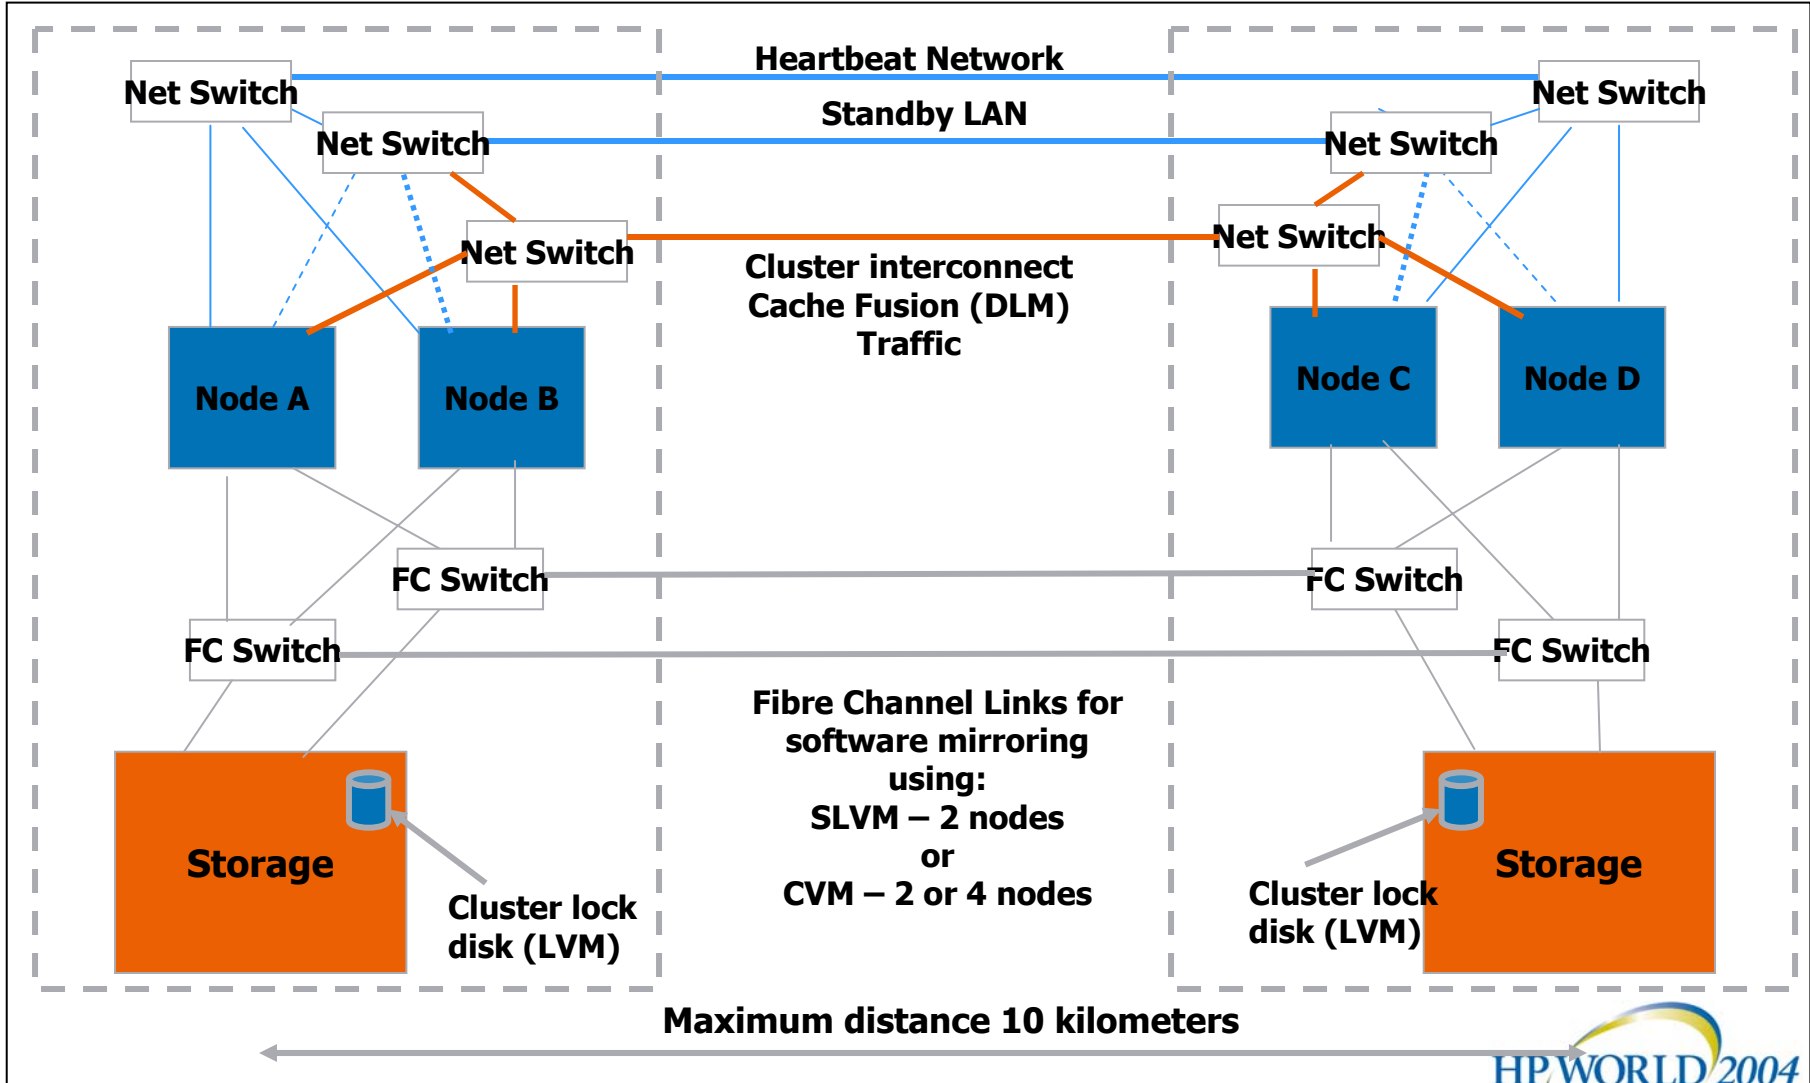 Heartbeat Network
Net Switch
Net Switch
Standby LAN
Net Switch
Net Switch
Net Switch
Net Switch
Cluster interconnect
Cache Fusion (DLM)
Traffic
Node A
Node B
Node C
Node D
FC Switch
FC Switch
FC Switch
FC Switch
Fibre Channel Links for
software mirroring
using:
SLVM – 2 nodes
or
CVM – 2 or 4 nodes
Storage
Storage
Cluster lock
disk (LVM)
Cluster lock
disk (LVM)
Maximum distance 10 kilometers
HP WORLD 2004